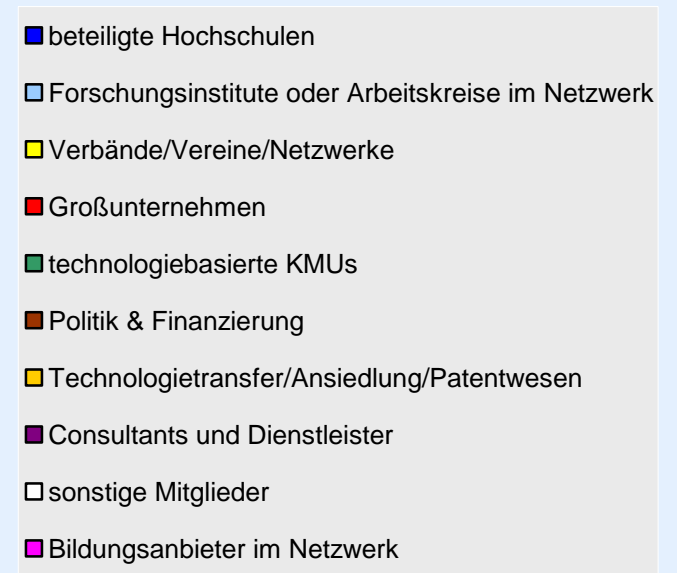 beteiligte Hochschulen
Forschungsinstitute oder Arbeitskreise im Netzwerk
Verbände/Vereine/Netzwerke
Großunternehmen
technologiebasierte KMUs
Politik & Finanzierung
Technologietransfer/Ansiedlung/Patentwesen
Consultants und Dienstleister
sonstige Mitglieder
Bildungsanbieter im Netzwerk